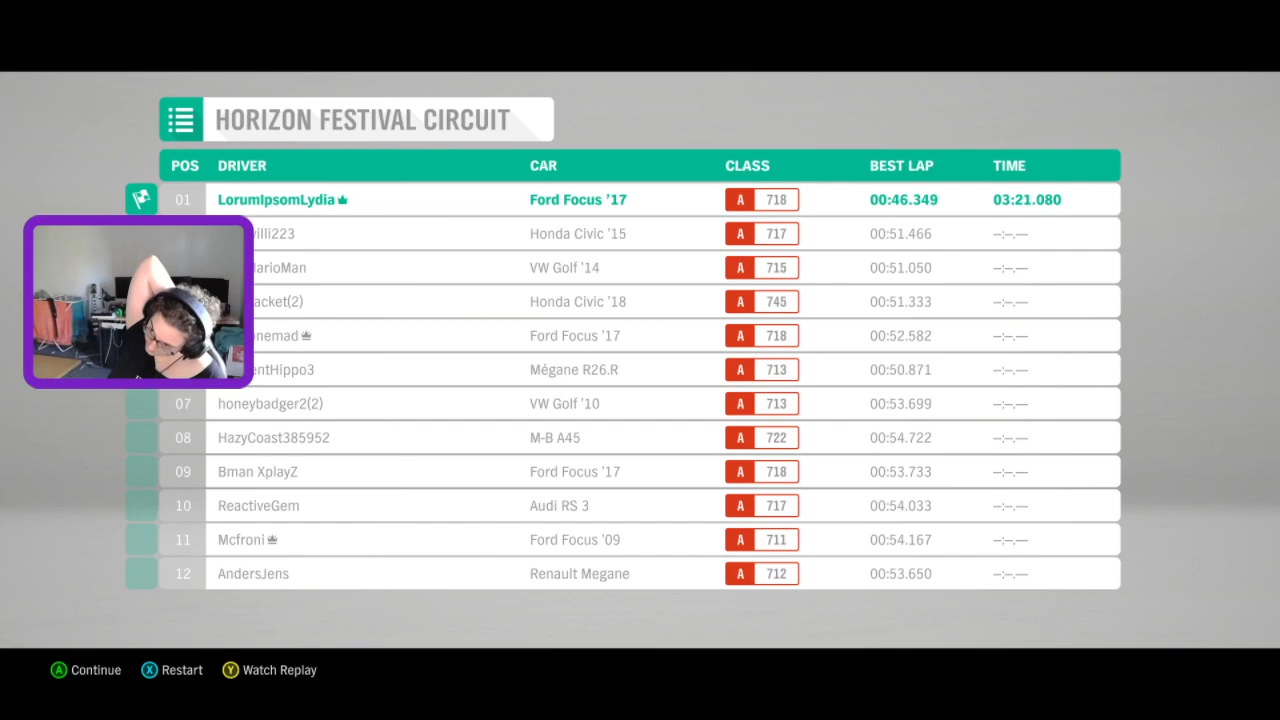 HORIZON FESTIVAL CIRCUIT
POS DRIVER CAR CLASS BEST LAP TIME
01 LorumIpsomLydia Ford Focus '17 A 718 00:46.349 03:21.080
illi223 Honda Civic '15 A 717 00:51.466 --:--.---
arioMan VW Golf '14 A 715 00:51.050 --:--.---
acket(2) Honda Civic '18 A 745 00:51.333 --:--.---
nemad Ford Focus '17 A 718 00:52.582 --:--.---
entHippo3 Mégane R26.R A 713 00:50.871 --:--.---
07 honeybadger2(2) VW Golf '10 A 713 00:53.699 --:--.---
08 HazyCoast385952 M-B A45 A 722 00:54.722 --:--.---
09 Bman XplayZ Ford Focus '17 A 718 00:53.733 --:--.---
10 ReactiveGem Audi RS 3 A 717 00:54.033 --:--.---
11 Mcfroni Ford Focus '09 A 711 00:54.167 --:--.---
12 AndersJens Renault Megane A 712 00:53.650 --:--.---
A Continue X Restart Y Watch Replay